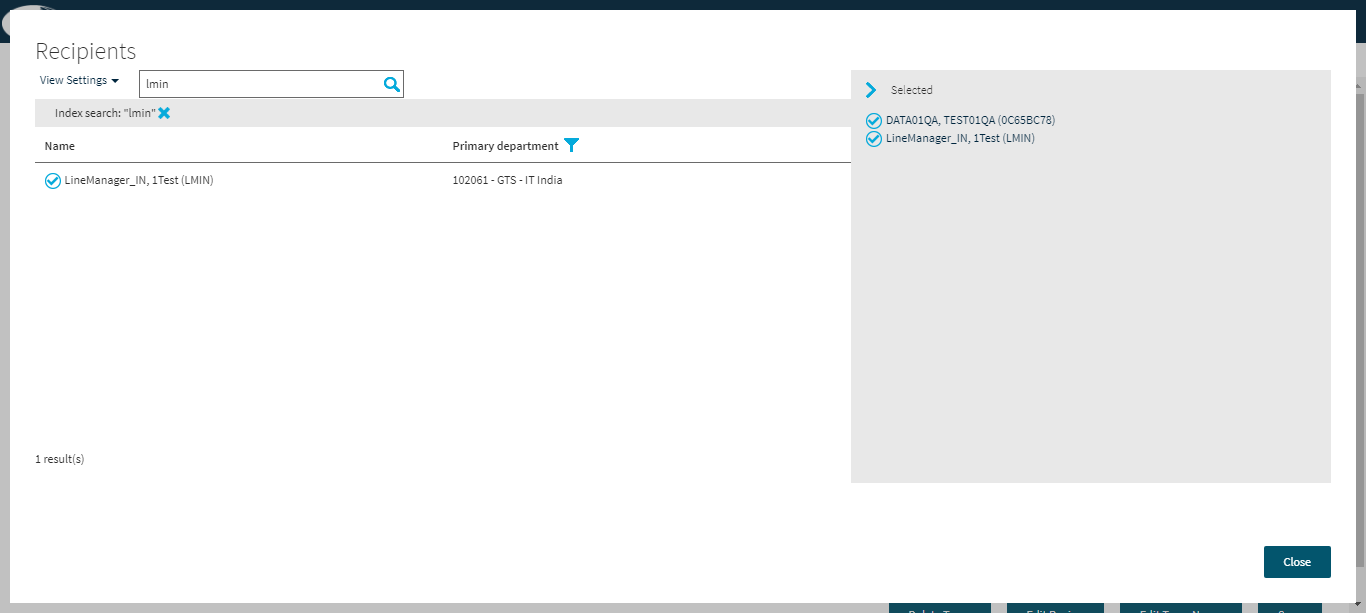 Recipients
View Settings
lmin
Index search: "lmin"
Name
Primary department
LineManager_IN, 1Test (LMIN)
102061 - GTS - IT India
1 result(s)
Selected
DATA01QA, TEST01QA (0C65BC78)
LineManager_IN, 1Test (LMIN)
Close